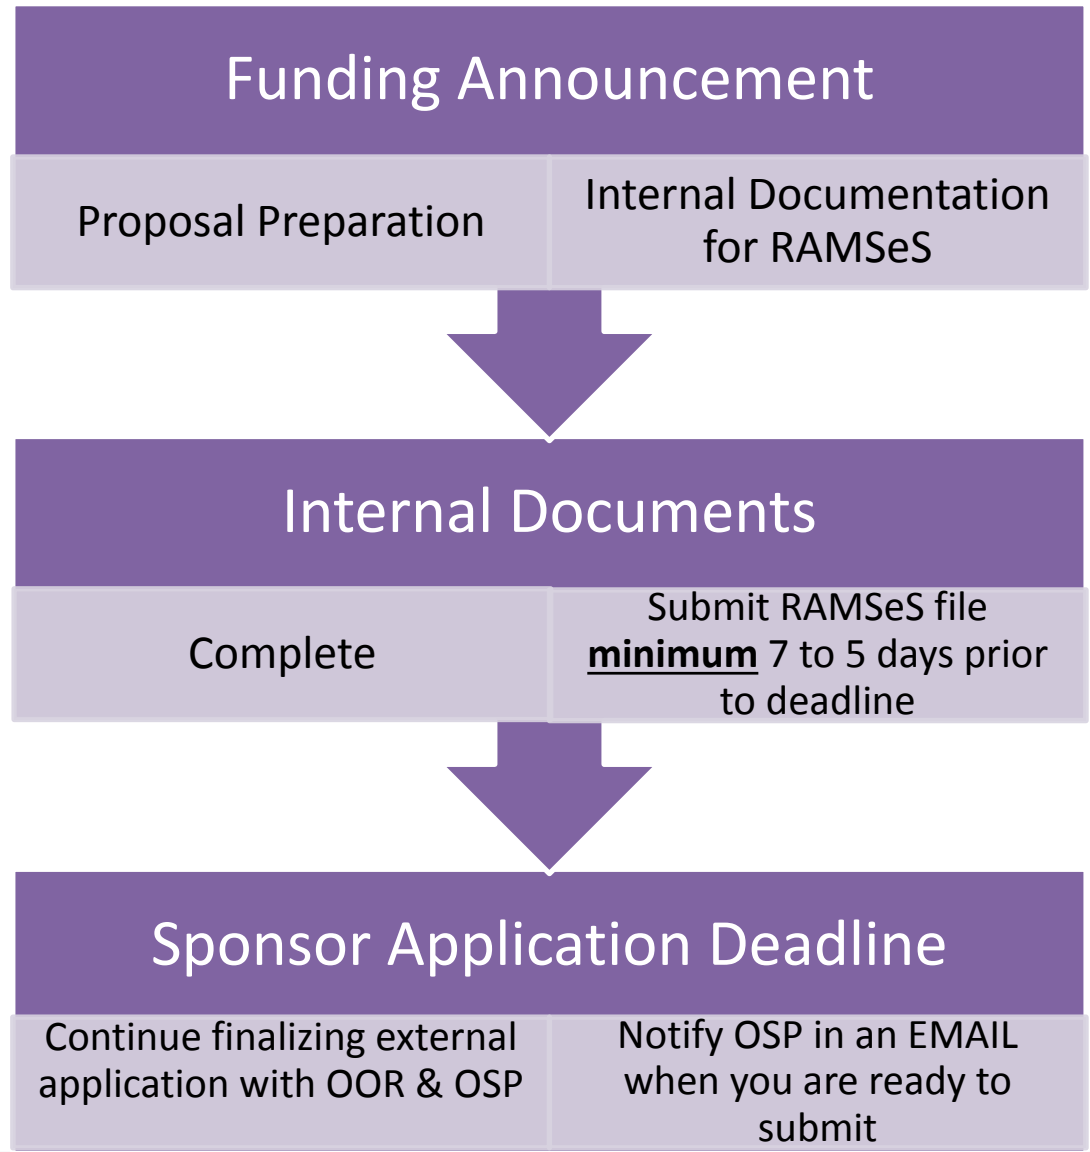 Funding Announcement
Proposal Preparation
Internal Documentation
for RAMSeS
Internal Documents
Complete
Submit RAMSeS file
minimum 7 to 5 days prior
to deadline
Sponsor Application Deadline
Continue finalizing external
application with OOR & OSP
Notify OSP in an EMAIL
when you are ready to
submit